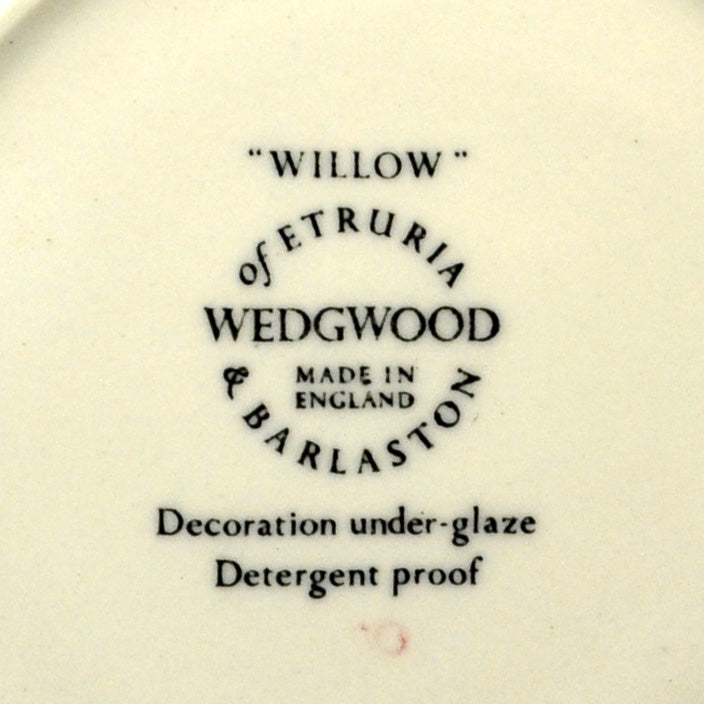 "WILLOW"
of ETRURIA
WEDGWOOD
MADE IN
ENGLAND
& BARLASTON
Decoration under-glaze
Detergent proof